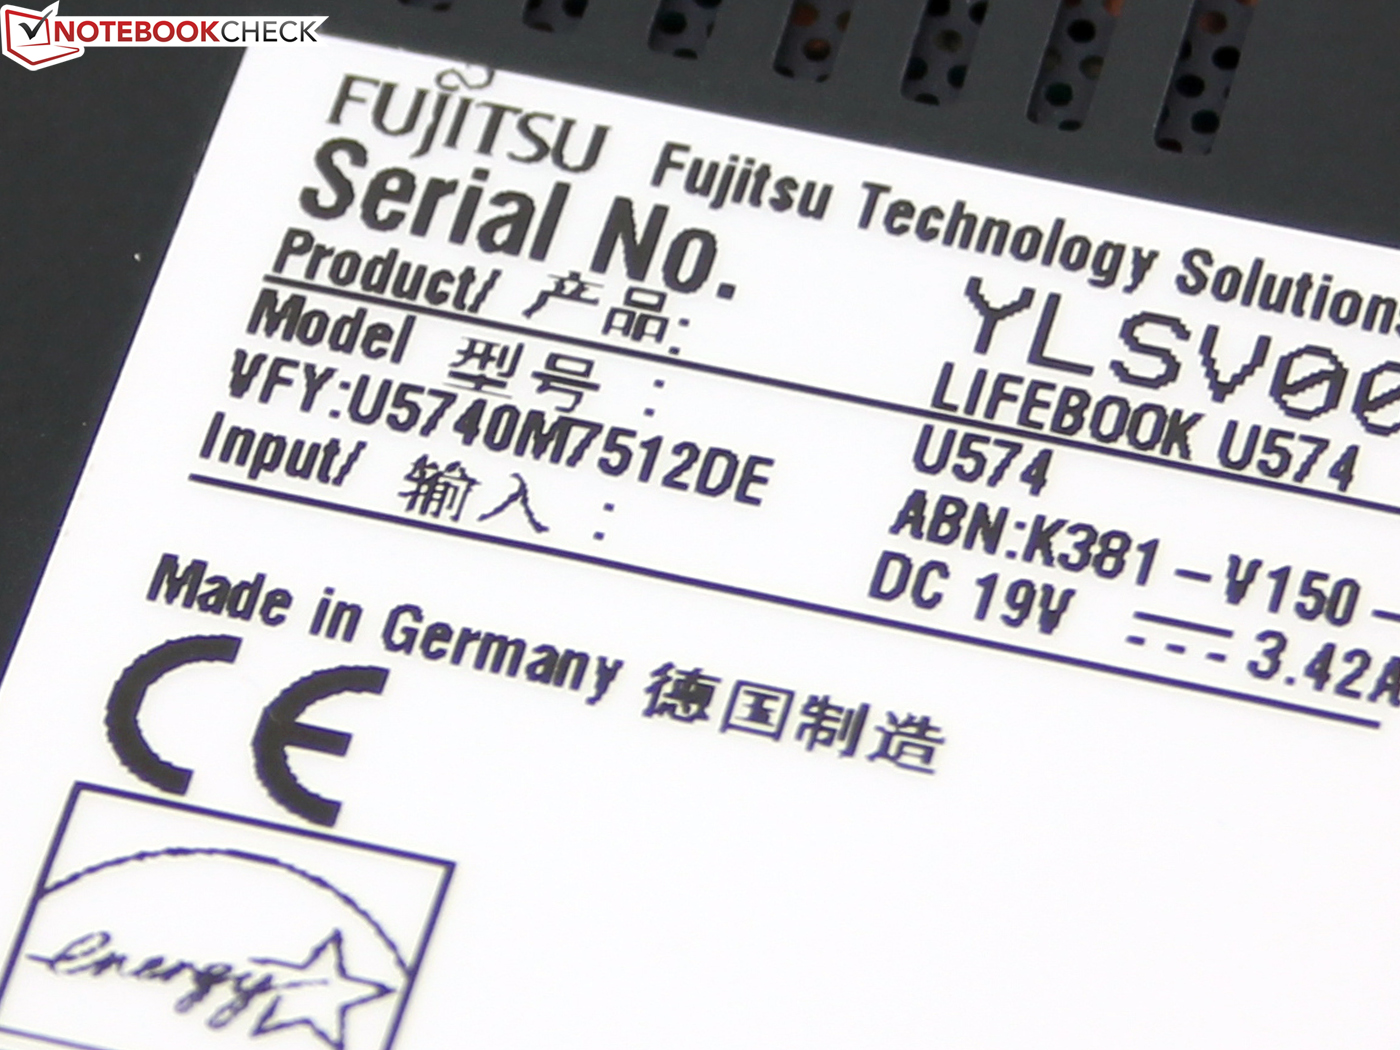 NOTEBOOKCHECK
FUJITSU Fujitsu Technology Solutions
Serial No. YLSV00
Product/ 产品: LIFEBOOK U574
Model 型号 : U574
VFY:U5740M7512DE ABN:K381-V150-
Input/ 输入 : DC 19V ⎓ 3.42A
Made in Germany 德国制造
CE
energy